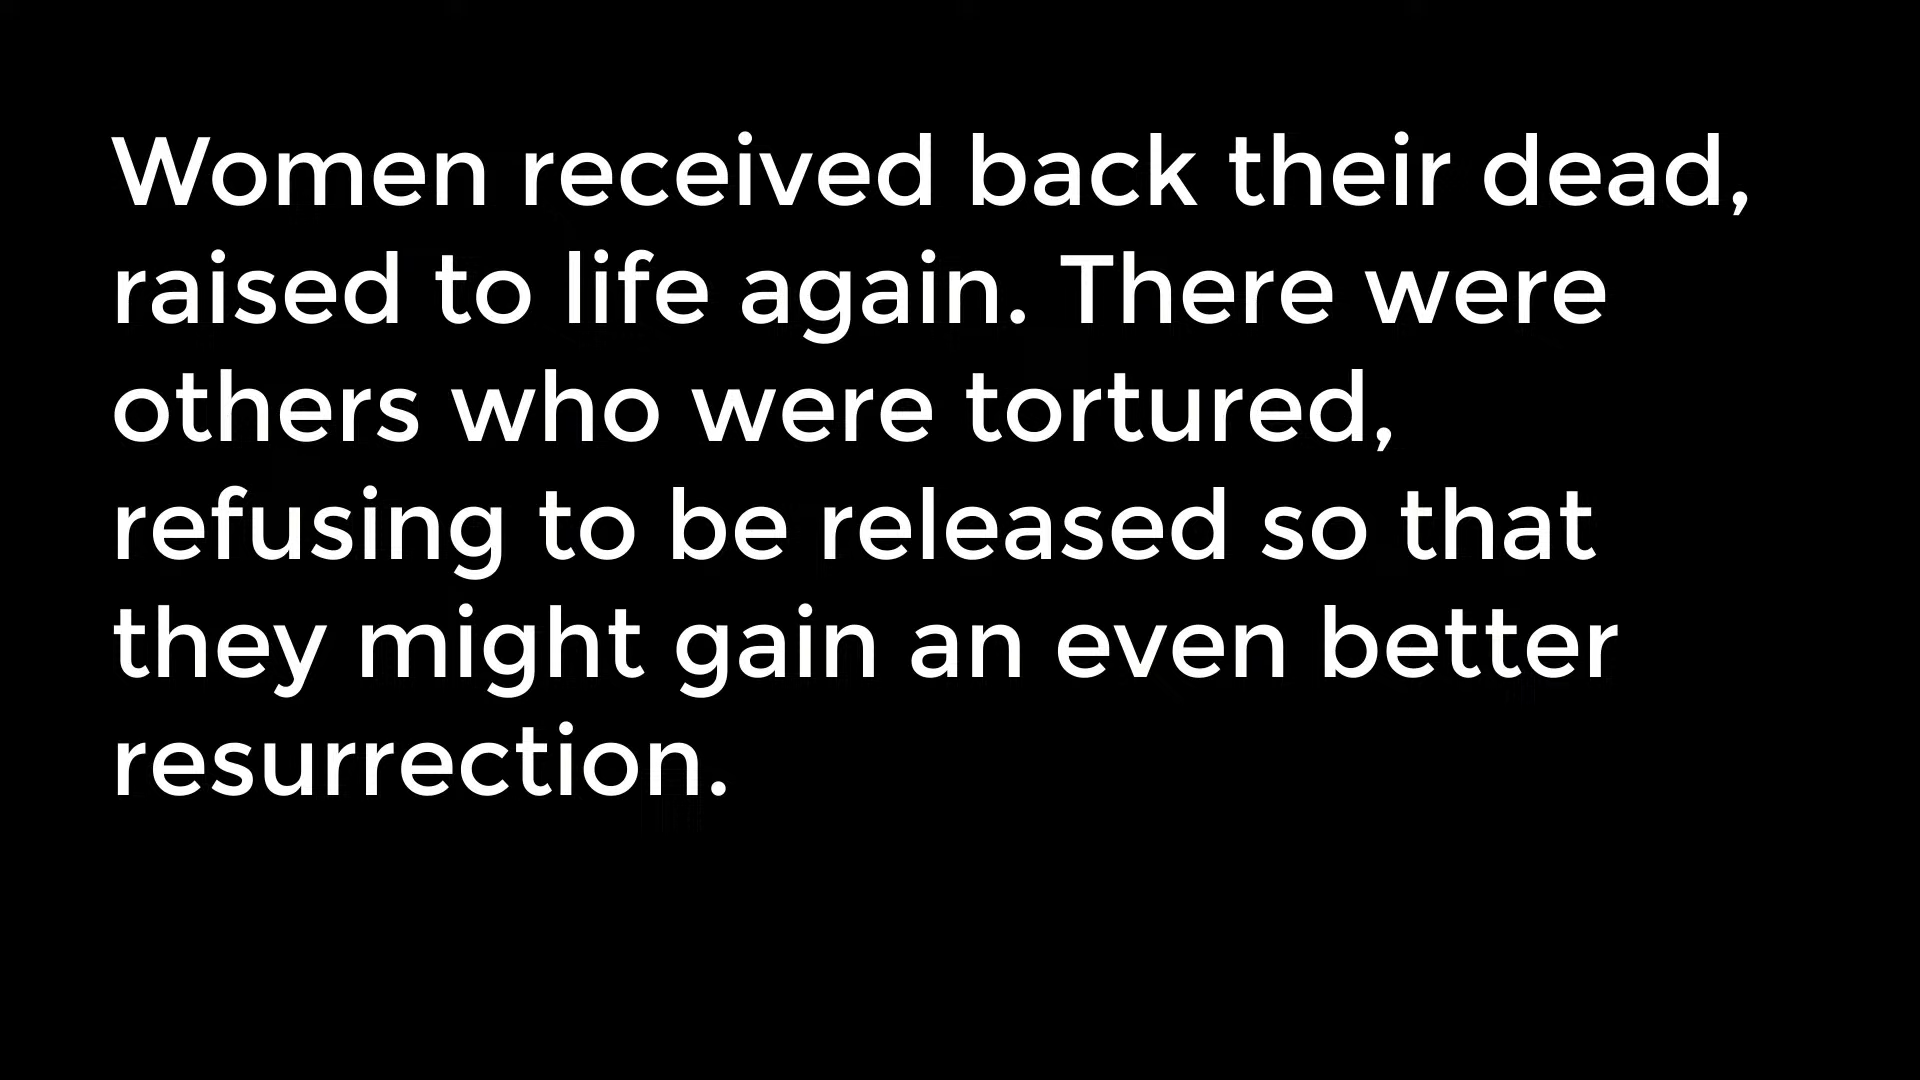 Women received back their dead,
raised to life again. There were
others who were tortured,
refusing to be released so that
they might gain an even better
resurrection.